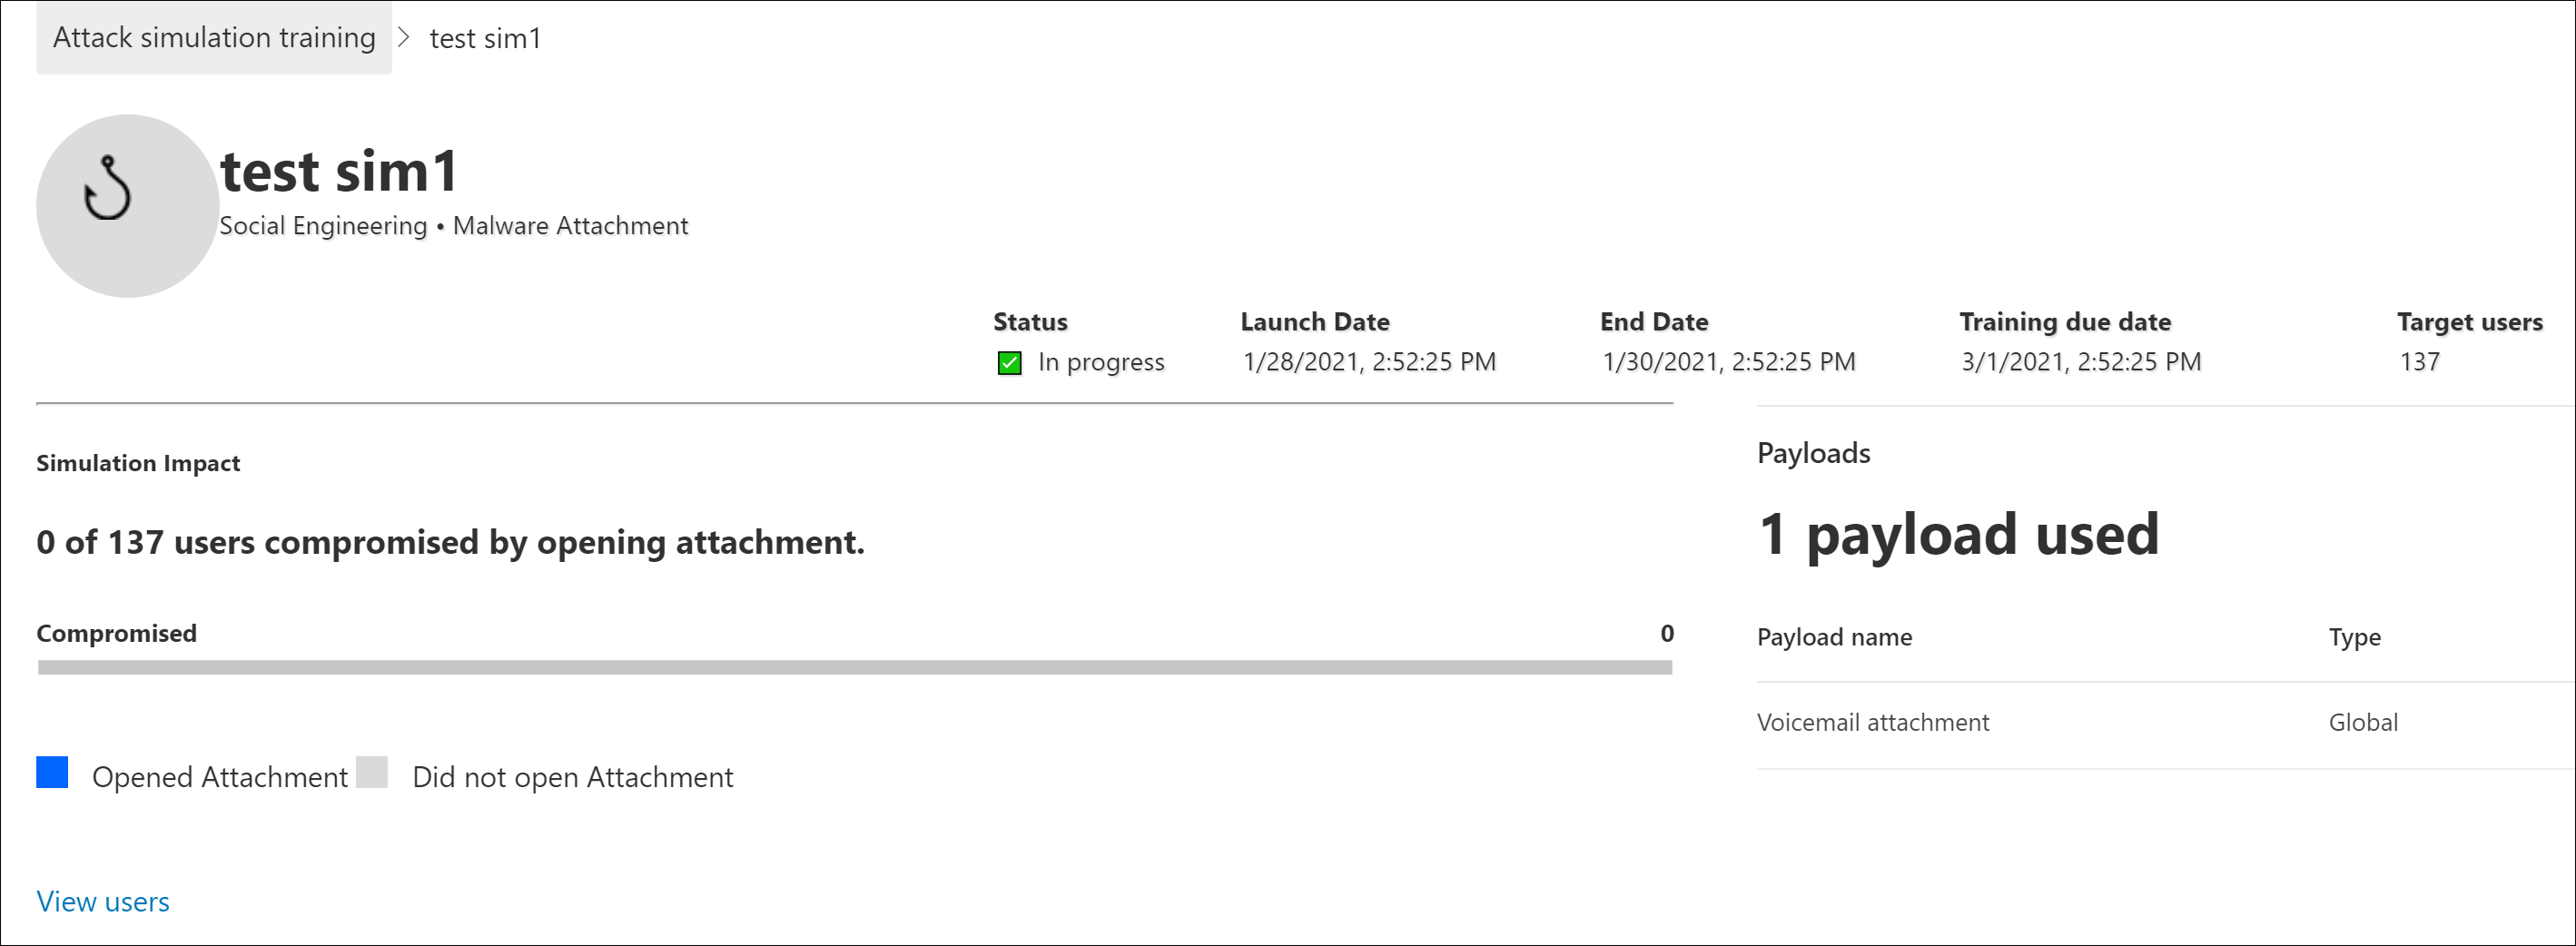 Attack simulation training > test sim1
test sim1
Social Engineering • Malware Attachment
Status Launch Date End Date Training due date Target users
In progress 1/28/2021, 2:52:25 PM 1/30/2021, 2:52:25 PM 3/1/2021, 2:52:25 PM 137
Simulation Impact
0 of 137 users compromised by opening attachment.
Compromised 0
Opened Attachment Did not open Attachment
View users
Payloads
1 payload used
Payload name Type
Voicemail attachment Global